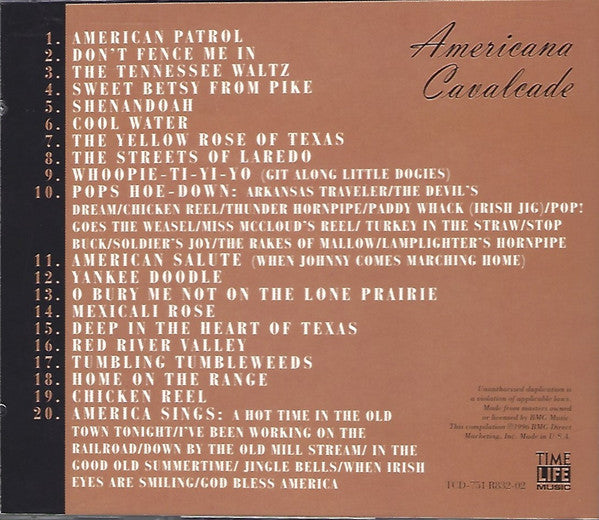 Americana
Cavalcade
1. AMERICAN PATROL
2. DON'T FENCE ME IN
3. THE TENNESSEE WALTZ
4. SWEET BETSY FROM PIKE
5. SHENANDOAH
6. COOL WATER
7. THE YELLOW ROSE OF TEXAS
8. THE STREETS OF LAREDO
9. WHOOPIE-TI-YI-YO (GIT ALONG LITTLE DOGIES)
10. POPS HOE-DOWN: ARKANSAS TRAVELER/THE DEVIL'S
DREAM/CHICKEN REEL/THUNDER HORNPIPE/PADDY WHACK (IRISH JIG)/POP!
GOES THE WEASEL/MISS MCCLOUD'S REEL/ TURKEY IN THE STRAW/STOP
BUCK/SOLDIER'S JOY/THE RAKES OF MALLOW/LAMPLIGHTER'S HORNPIPE
11. AMERICAN SALUTE (WHEN JOHNNY COMES MARCHING HOME)
12. YANKEE DOODLE
13. O BURY ME NOT ON THE LONE PRAIRIE
14. MEXICALI ROSE
15. DEEP IN THE HEART OF TEXAS
16. RED RIVER VALLEY
17. TUMBLING TUMBLEWEEDS
18. HOME ON THE RANGE
19. CHICKEN REEL
20. AMERICA SINGS: A HOT TIME IN THE OLD
TOWN TONIGHT/I'VE BEEN WORKING ON THE
RAILROAD/DOWN BY THE OLD MILL STREAM/ IN THE
GOOD OLD SUMMERTIME/ JINGLE BELLS/WHEN IRISH
EYES ARE SMILING/GOD BLESS AMERICA
Unauthorized duplication is
a violation of applicable laws.
Made from masters owned
or licensed by BMG Music.
This compilation ℗1996 BMG Direct
Marketing, Inc. Made in U.S.A.
TCD-751 R832-02
TIME
LIFE
MUSIC